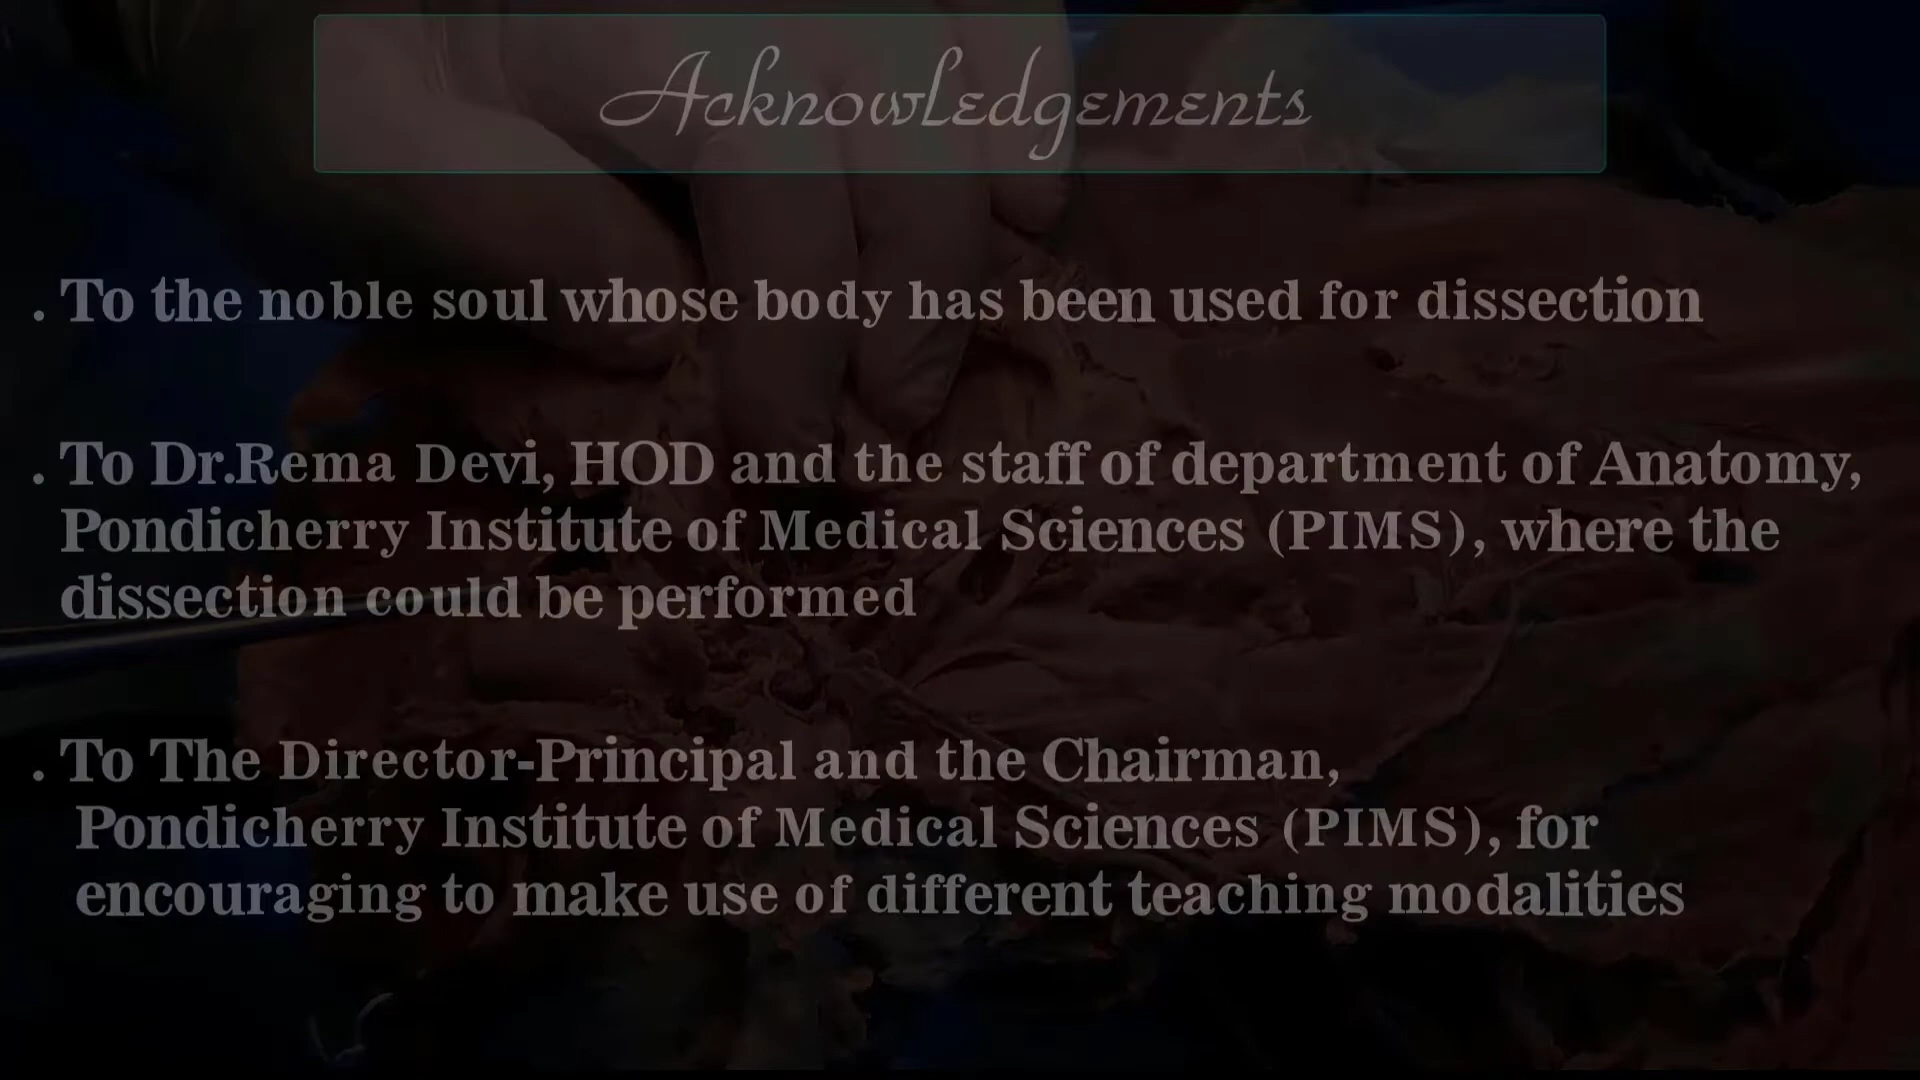 Acknowledgements
. To the noble soul whose body has been used for dissection
. To Dr.Rema Devi, HOD and the staff of department of Anatomy,
Pondicherry Institute of Medical Sciences (PIMS), where the
dissection could be performed
. To The Director-Principal and the Chairman,
Pondicherry Institute of Medical Sciences (PIMS), for
encouraging to make use of different teaching modalities